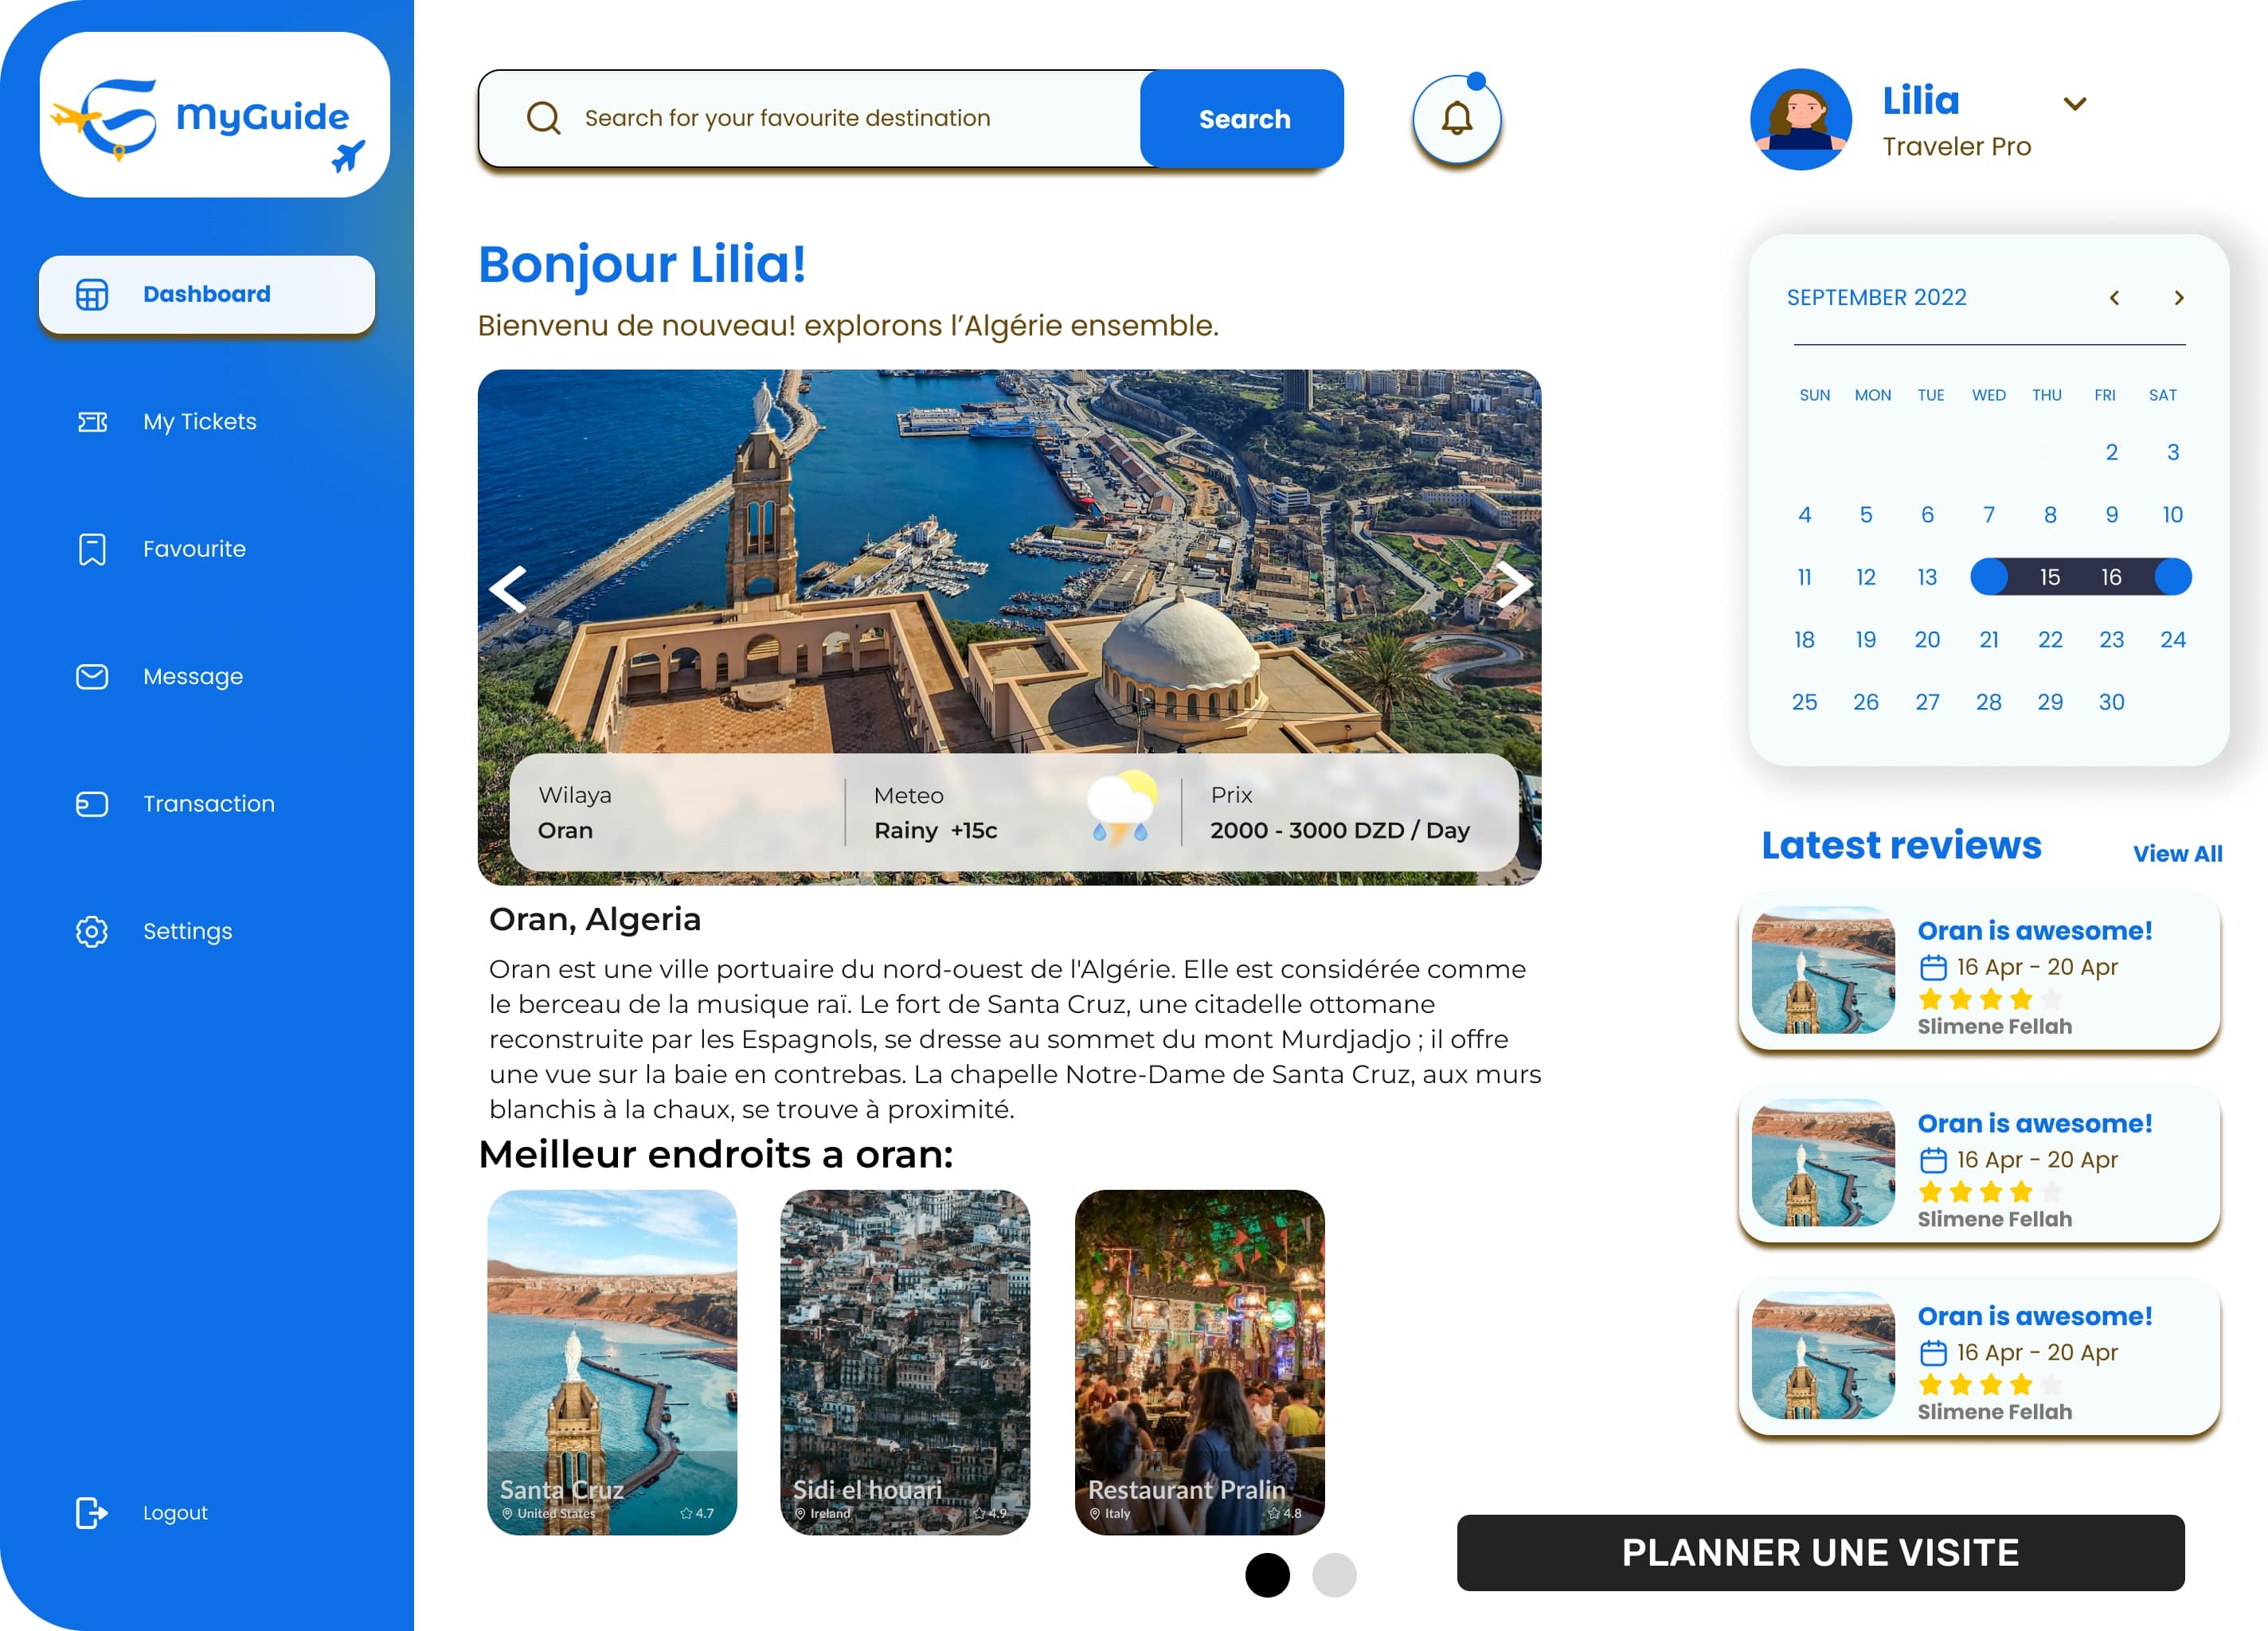 MyGuide
Dashboard
My Tickets
Favourite
Message
Transaction
Settings
Logout
Search for your favourite destination
Search
Bonjour Lilia!
Bienvenu de nouveau! explorons l’Algérie ensemble.
Wilaya
Oran
Meteo
Rainy +15c
Prix
2000 - 3000 DZD / Day
Oran, Algeria
Oran est une ville portuaire du nord-ouest de l'Algérie. Elle est considérée comme
le berceau de la musique raï. Le fort de Santa Cruz, une citadelle ottomane
reconstruite par les Espagnols, se dresse au sommet du mont Murdjadjo ; il offre
une vue sur la baie en contrebas. La chapelle Notre-Dame de Santa Cruz, aux murs
blanchis à la chaux, se trouve à proximité.
Meilleur endroits a oran:
Santa Cruz
United States 4.7
Sidi el houari
Ireland 4.9
Restaurant Pralin
Italy 4.8
Lilia
Traveler Pro
SEPTEMBER 2022
SUN MON TUE WED THU FRI SAT
2 3
4 5 6 7 8 9 10
11 12 13 15 16
18 19 20 21 22 23 24
25 26 27 28 29 30
Latest reviews
View All
Oran is awesome!
16 Apr - 20 Apr
Slimene Fellah
Oran is awesome!
16 Apr - 20 Apr
Slimene Fellah
Oran is awesome!
16 Apr - 20 Apr
Slimene Fellah
PLANNER UNE VISITE